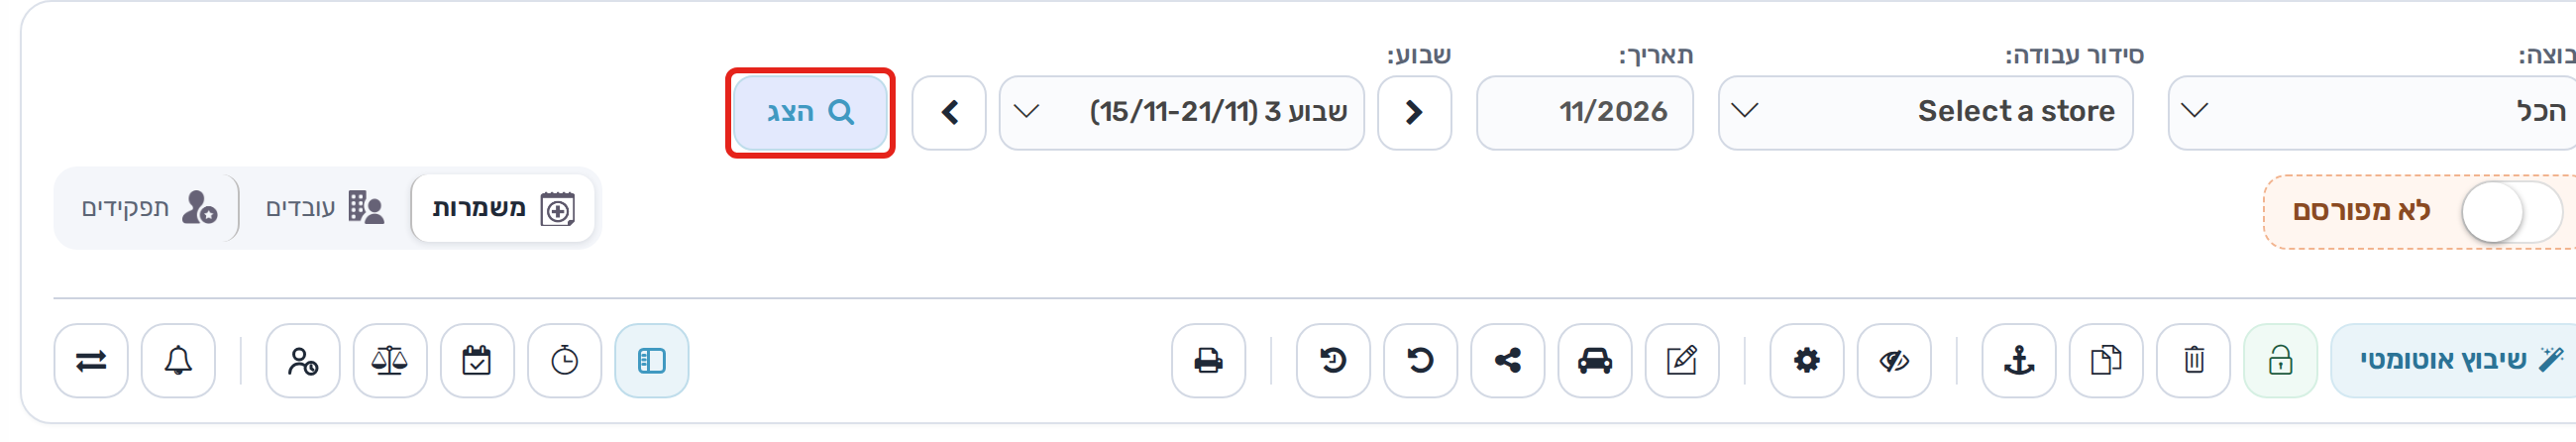 בוצה:
סידור עבודה:
תאריך:
שבוע:
הכל
Select a store
11/2026
שבוע 3 (15/11-21/11)
הצג
לא מפורסם
משמרות
עובדים
תפקידים
שיבוץ אוטומטי